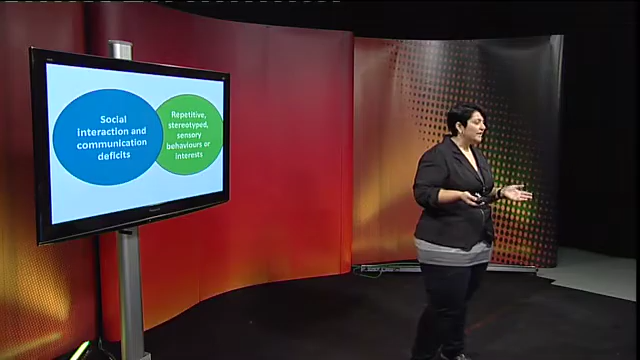 Social
interaction and
communication
deficits
Repetitive,
stereotyped,
sensory
behaviours or
interests